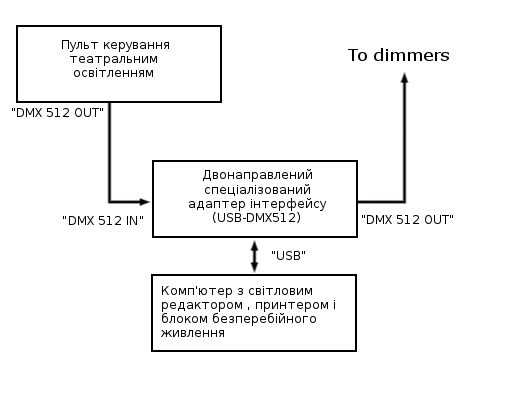 Пульт керування
театральним
освітленням
To dimmers
"DMX 512 OUT"
Двонаправлений
спеціалізований
адаптер інтерфейсу
(USB-DMX512)
"DMX 512 IN"
"DMX 512 OUT"
"USB"
Комп'ютер з світловим
редактором , принтером і
блоком безперебійного
живлення